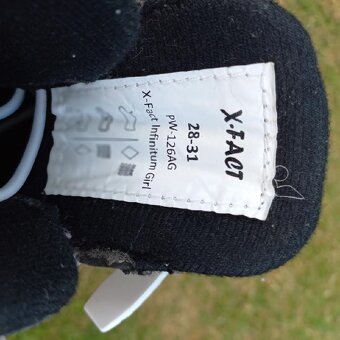 X-FACT
28-31
PW-126AG
X-Fact Infinitum Girl